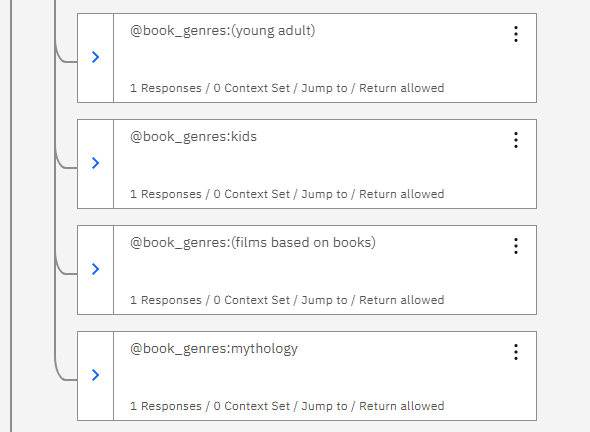 @book_genres:(young adult)
1 Responses / 0 Context Set / Jump to / Return allowed
@book_genres:kids
1 Responses / 0 Context Set / Jump to / Return allowed
@book_genres:(films based on books)
1 Responses / 0 Context Set / Jump to / Return allowed
@book_genres:mythology
1 Responses / 0 Context Set / Jump to / Return allowed